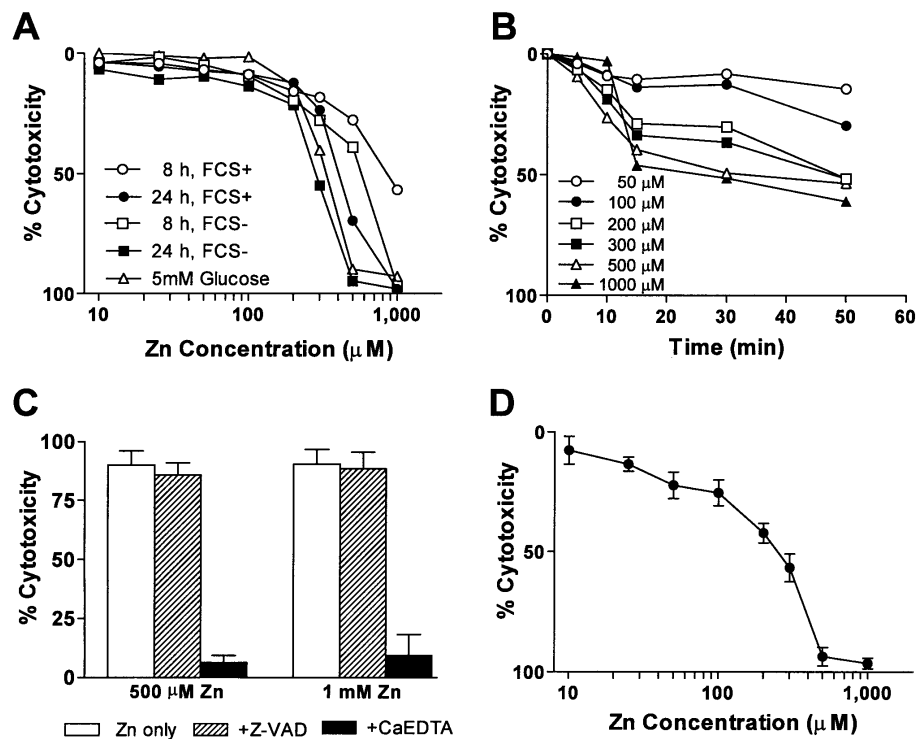 A
0
50
100
% Cytotoxicity
8 h, FCS+
24 h, FCS+
8 h, FCS-
24 h, FCS-
5mM Glucose
10
100
1,000
Zn Concentration (μM)
B
0
50
100
% Cytotoxicity
50 μM
100 μM
200 μM
300 μM
500 μM
1000 μM
0
10
20
30
40
50
60
Time (min)
C
100
75
50
25
0
% Cytotoxicity
500 μM Zn
1 mM Zn
Zn only
+Z-VAD
+CaEDTA
D
0
50
100
% Cytotoxicity
10
100
1,000
Zn Concentration (μM)